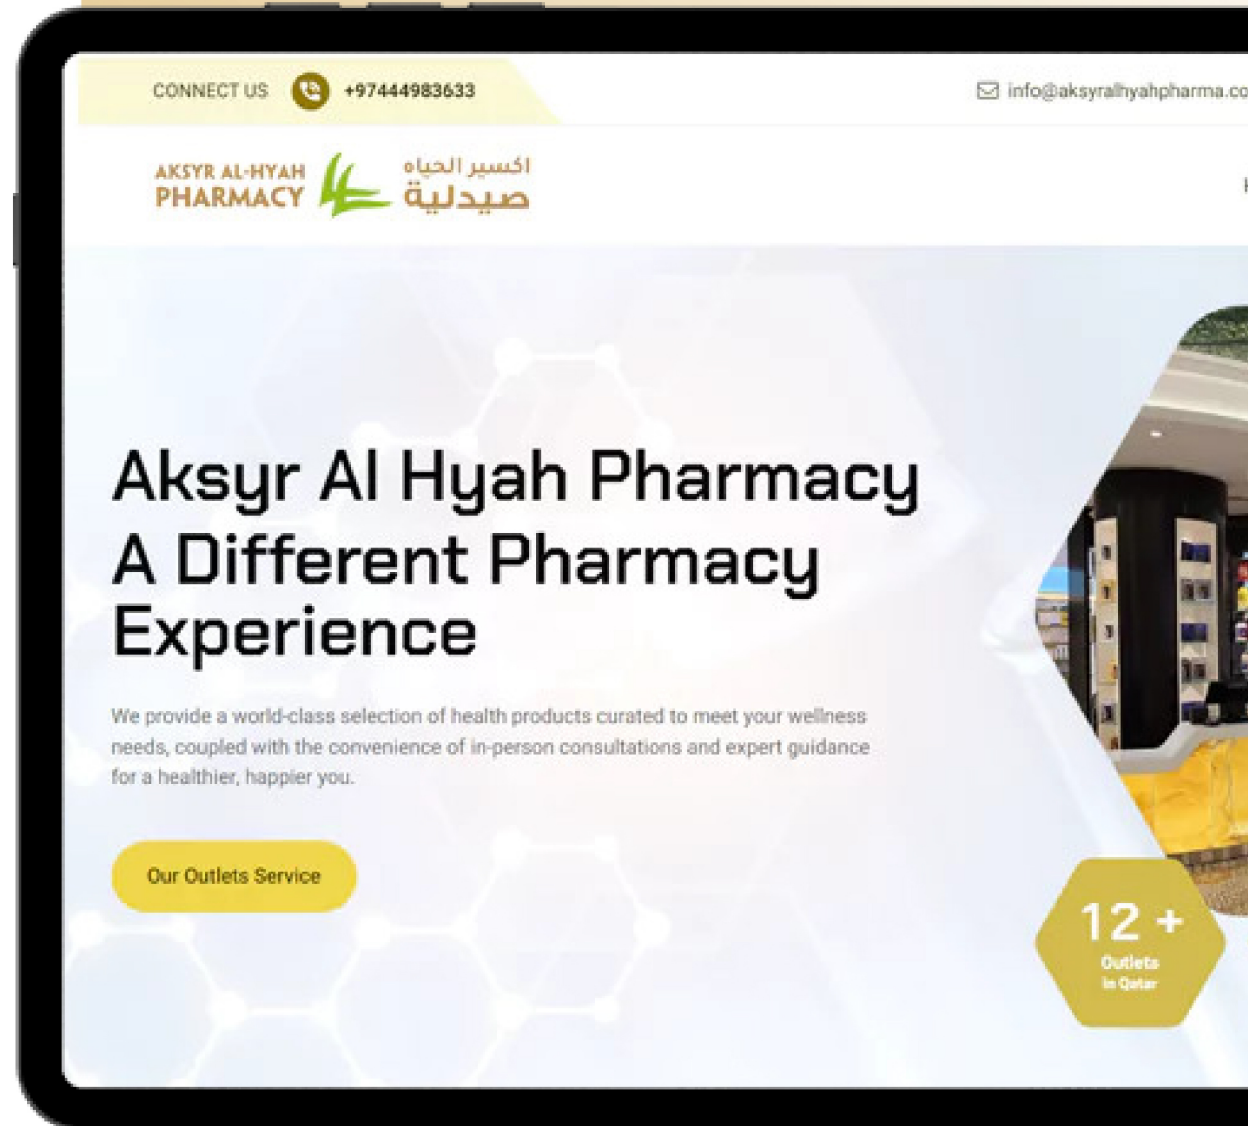 CONNECT US +97444983633
info@aksyralhyahpharma.co
AKSYR AL-HYAH
PHARMACY
اكسير الحياه
صيدلية
Aksyr Al Hyah Pharmacy
A Different Pharmacy
Experience
We provide a world-class selection of health products curated to meet your wellness
needs, coupled with the convenience of in-person consultations and expert guidance
for a healthier, happier you.
Our Outlets Service
12 +
Outlets
in Qatar